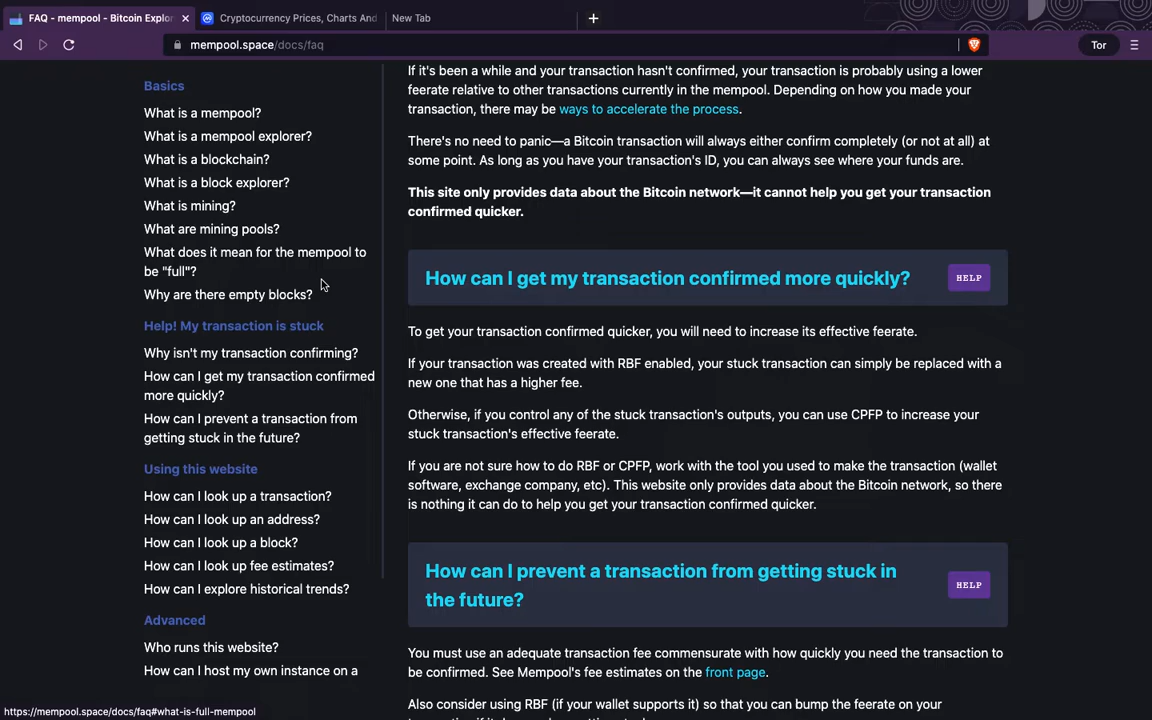 FAQ - mempool - Bitcoin Explor
Cryptocurrency Prices, Charts And
New Tab
mempool.space/docs/faq
Tor
Basics
What is a mempool?
What is a mempool explorer?
What is a blockchain?
What is a block explorer?
What is mining?
What are mining pools?
What does it mean for the mempool to
be "full"?
Why are there empty blocks?
Help! My transaction is stuck
Why isn't my transaction confirming?
How can I get my transaction confirmed
more quickly?
How can I prevent a transaction from
getting stuck in the future?
Using this website
How can I look up a transaction?
How can I look up an address?
How can I look up a block?
How can I look up fee estimates?
How can I explore historical trends?
Advanced
Who runs this website?
How can I host my own instance on a
If it's been a while and your transaction hasn't confirmed, your transaction is probably using a lower
feerate relative to other transactions currently in the mempool. Depending on how you made your
transaction, there may be ways to accelerate the process.
There's no need to panic—a Bitcoin transaction will always either confirm completely (or not at all) at
some point. As long as you have your transaction's ID, you can always see where your funds are.
This site only provides data about the Bitcoin network—it cannot help you get your transaction
confirmed quicker.
How can I get my transaction confirmed more quickly?
HELP
To get your transaction confirmed quicker, you will need to increase its effective feerate.
If your transaction was created with RBF enabled, your stuck transaction can simply be replaced with a
new one that has a higher fee.
Otherwise, if you control any of the stuck transaction's outputs, you can use CPFP to increase your
stuck transaction's effective feerate.
If you are not sure how to do RBF or CPFP, work with the tool you used to make the transaction (wallet
software, exchange company, etc). This website only provides data about the Bitcoin network, so there
is nothing it can do to help you get your transaction confirmed quicker.
How can I prevent a transaction from getting stuck in
the future?
HELP
You must use an adequate transaction fee commensurate with how quickly you need the transaction to
be confirmed. See Mempool's fee estimates on the front page.
Also consider using RBF (if your wallet supports it) so that you can bump the feerate on your
https://mempool.space/docs/faq#what-is-full-mempool